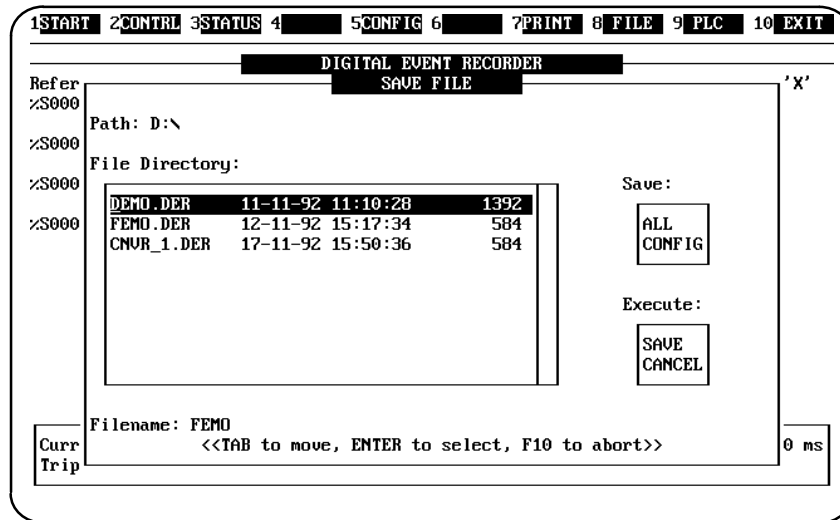 1START 2CONTRL 3STATUS 4 5CONFIG 6 7PRINT 8 FILE 9 PLC 10 EXIT
DIGITAL EVENT RECORDER
Refer SAVE FILE 'X'
%S000
Path: D:\
%S000
File Directory:
%S000 Save:
DEMO.DER 11-11-92 11:10:28 1392
%S000 FEMO.DER 12-11-92 15:17:34 584 ALL
CNVR_1.DER 17-11-92 15:50:36 584 CONFIG
Execute:
SAVE
CANCEL
Filename: FEMO
Curr <<TAB to move, ENTER to select, F10 to abort>> 0 ms
Trip